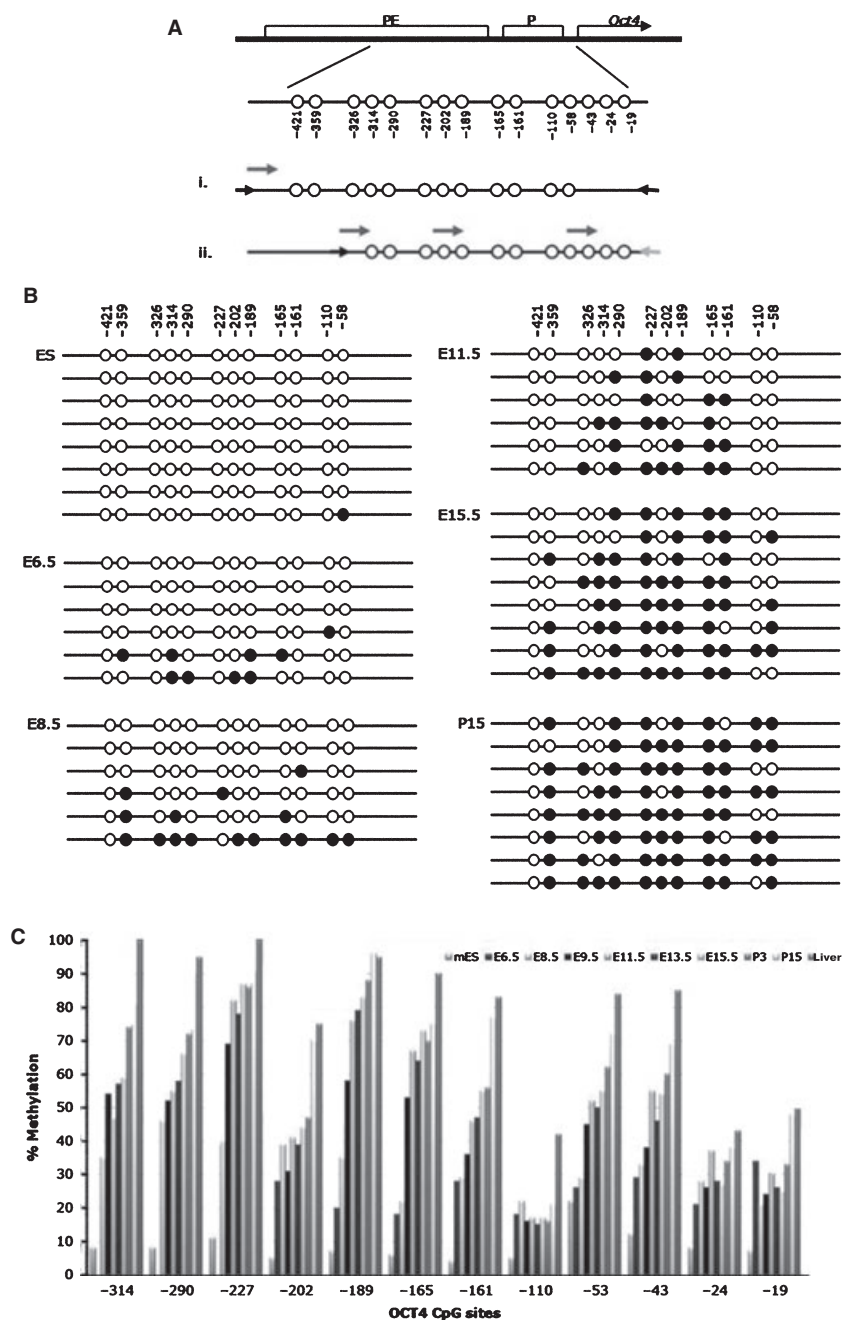 A
PE P Oct4
-421 -359 -326 -314 -290 -227 -202 -189 -165 -161 -110 -58 -43 -24 -19
i.
ii.
B
-421 -359 -326 -314 -290 -227 -202 -189 -165 -161 -110 -58
ES
E6.5
E8.5
-421 -359 -326 -314 -290 -227 -202 -189 -165 -161 -110 -58
E11.5
E15.5
P15
C
% Methylation
100
90
80
70
60
50
40
30
20
10
0
mES E6.5 E8.5 E9.5 E11.5 E13.5 E15.5 P3 P15 Liver
-314 -290 -227 -202 -189 -165 -161 -110 -53 -43 -24 -19
OCT4 CpG sites